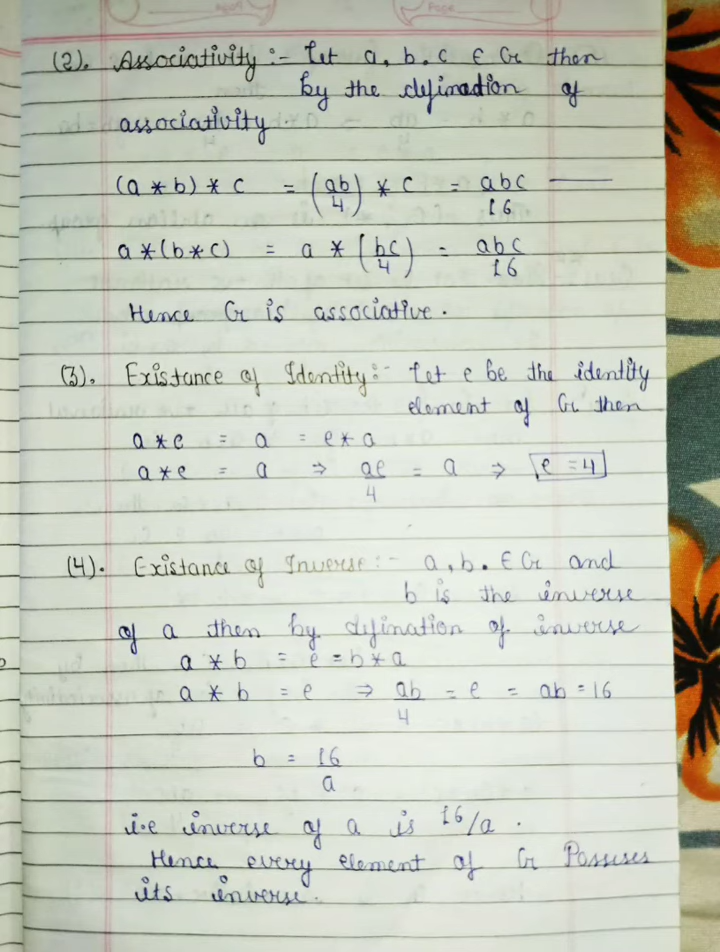 (2). Associativity :- Let a, b, c ∈ G then
by the defination of
associativity.
(a * b) * c = (ab/4) * c = abc/16 ——
a * (b * c) = a * (bc/4) = abc/16
Hence G is associative.
(3). Existance of Identity :- Let e be the identity
element of G then
a * e = a = e * a
a * e = a ⇒ ae/4 = a ⇒ e = 4
(4). Existance of Inverse :- a, b. ∈ G and
b is the inverse
of a then by defination of inverse
a * b = e = b * a
a * b = e ⇒ ab/4 = e = ab = 16
b = 16/a
i.e inverse of a is 16/a.
Hence every element of G Possuses
its inverse.